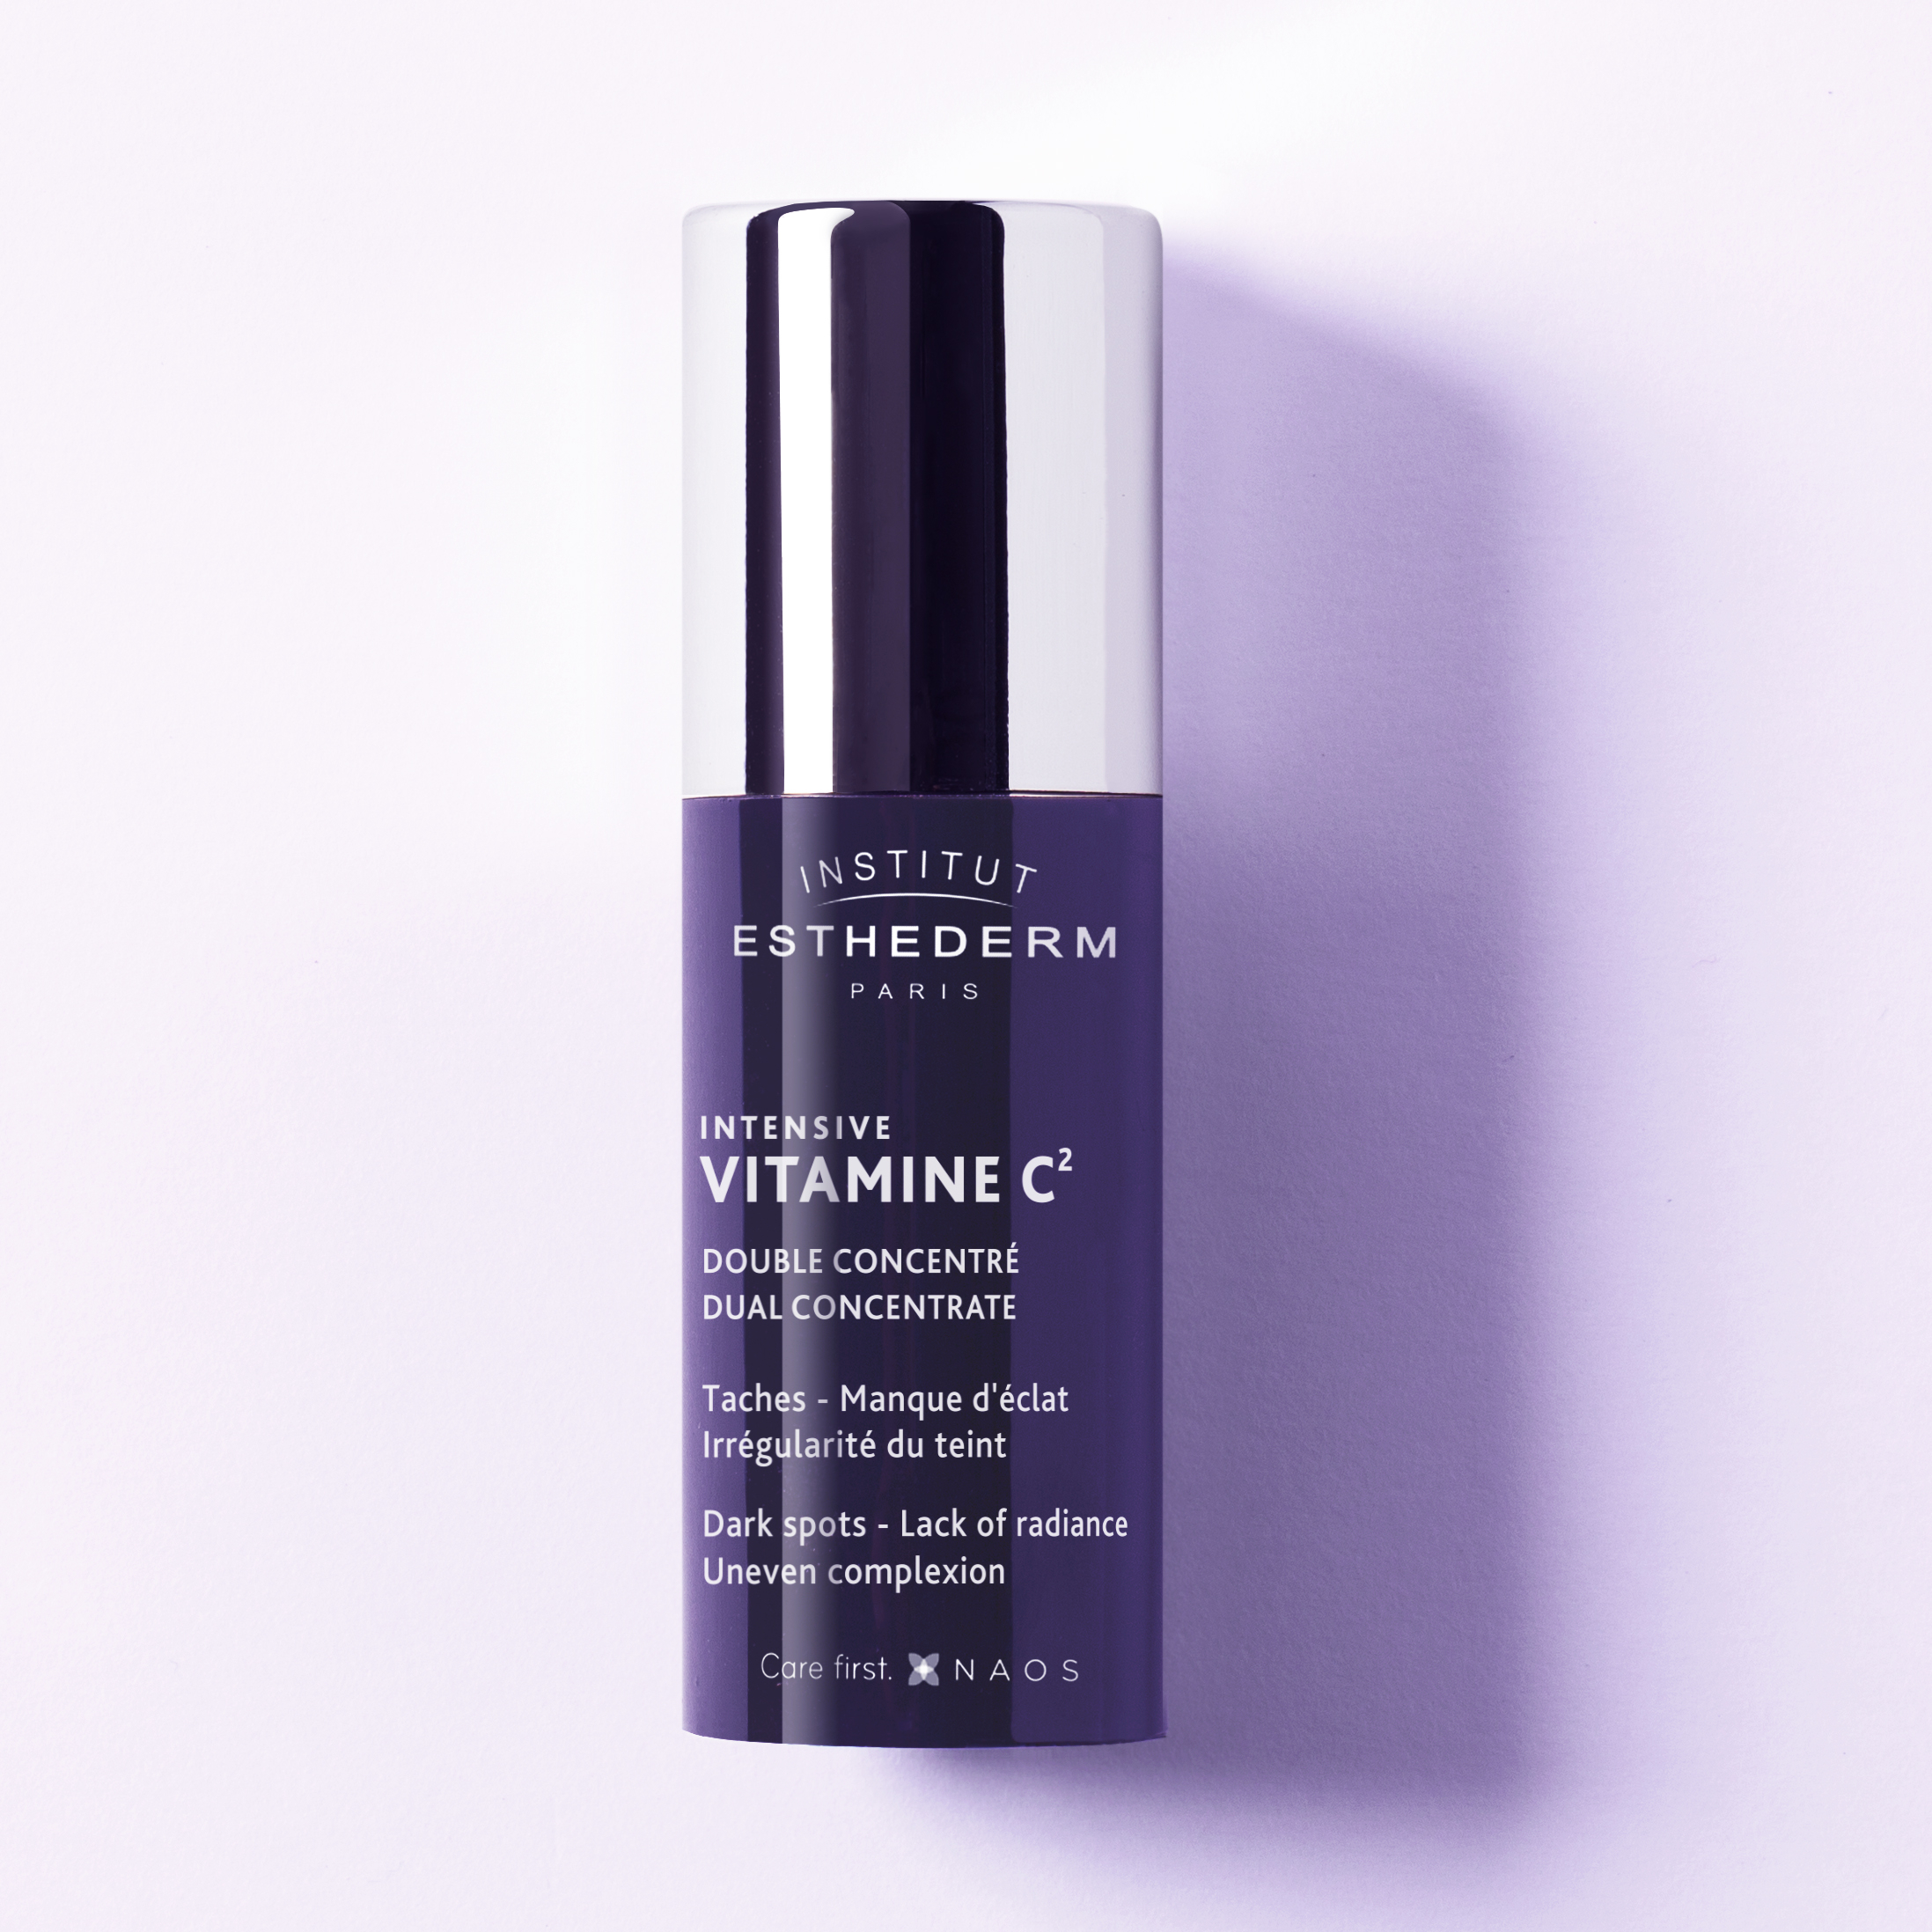 INSTITUT
ESTHEDERM
PARIS
INTENSIVE
VITAMINE C²
DOUBLE CONCENTRÉ
DUAL CONCENTRATE
Taches - Manque d'éclat
Irrégularité du teint
Dark spots - Lack of radiance
Uneven complexion
Care first. NAOS